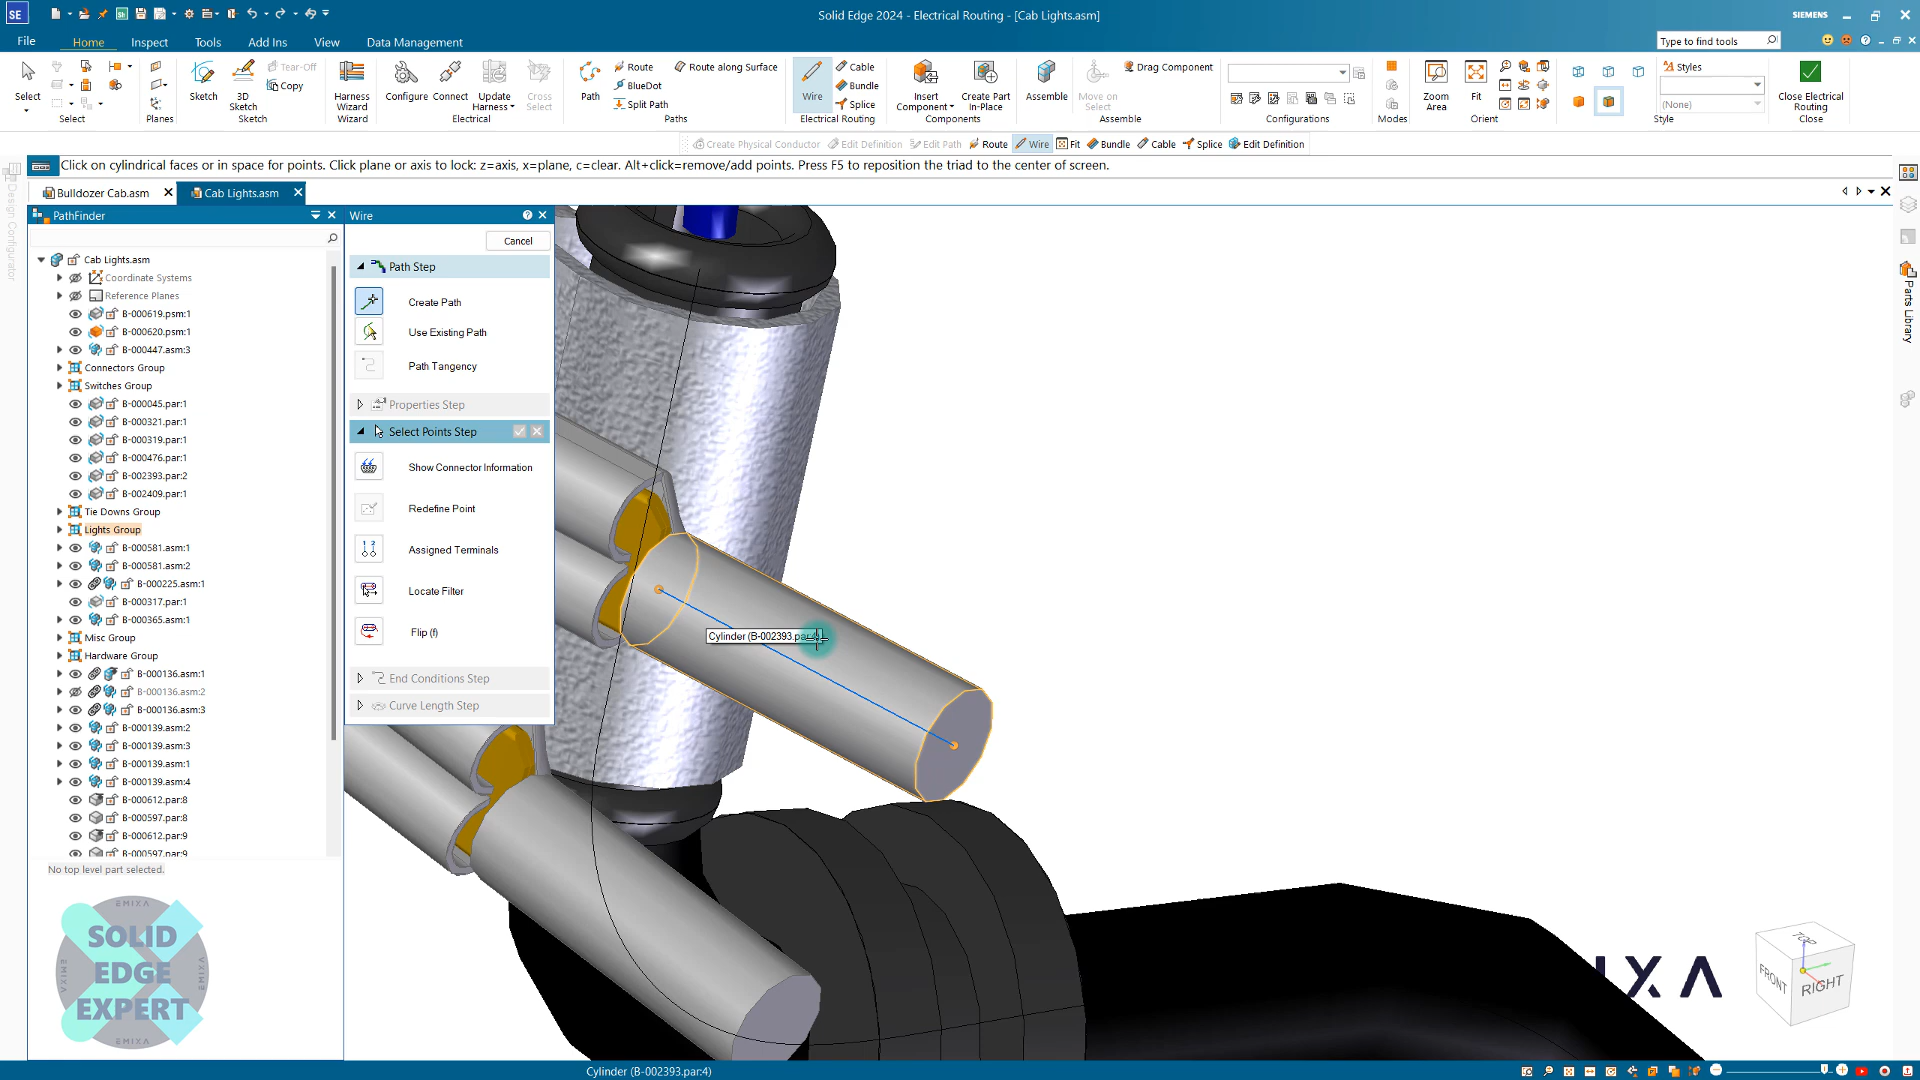 SE
Solid Edge 2024 - Electrical Routing - [Cab Lights.asm]
SIEMENS
File
Home
Inspect
Tools
Add Ins
View
Data Management
Type to find tools
Select
Select
Planes
Sketch
3D
Sketch
Tear-Off
Copy
Sketch
Harness
Wizard
Harness
Wizard
Configure
Connect
Update
Harness
Cross
Select
Electrical
Path
Route
BlueDot
Split Path
Route along Surface
Paths
Wire
Cable
Bundle
Splice
Electrical Routing
Insert
Component
Create Part
In-Place
Components
Assemble
Move on
Select
Drag Component
Assemble
Configurations
Modes
Zoom
Area
Fit
Orient
Styles
(None)
Style
Close Electrical
Routing
Close
Create Physical Conductor
Edit Definition
Edit Path
Route
Wire
Fit
Bundle
Cable
Splice
Edit Definition
Click on cylindrical faces or in space for points. Click plane or axis to lock: z=axis, x=plane, c=clear. Alt+click=remove/add points. Press F5 to reposition the triad to the center of screen.
Bulldozer Cab.asm
Cab Lights.asm
Design Configurator
PathFinder
Cab Lights.asm
Coordinate Systems
Reference Planes
B-000619.psm:1
B-000620.psm:1
B-000447.asm:3
Connectors Group
Switches Group
B-000045.par:1
B-000321.par:1
B-000319.par:1
B-000476.par:1
B-002393.par:2
B-002409.par:1
Tie Downs Group
Lights Group
B-000581.asm:1
B-000581.asm:2
B-000225.asm:1
B-000317.par:1
B-000365.asm:1
Misc Group
Hardware Group
B-000136.asm:1
B-000136.asm:2
B-000136.asm:3
B-000139.asm:2
B-000139.asm:3
B-000139.asm:1
B-000139.asm:4
B-000612.par:8
B-000597.par:8
B-000612.par:9
B-000597.par:9
No top level part selected.
EMIXA
SOLID
EDGE
EXPERT
EMIXA
Wire
Cancel
Path Step
Create Path
Use Existing Path
Path Tangency
Properties Step
Select Points Step
Show Connector Information
Redefine Point
Assigned Terminals
Locate Filter
Flip (f)
End Conditions Step
Curve Length Step
Cylinder (B-002393.par:4)
Parts Library
IXA
TOP
FRONT
RIGHT
Cylinder (B-002393.par:4)